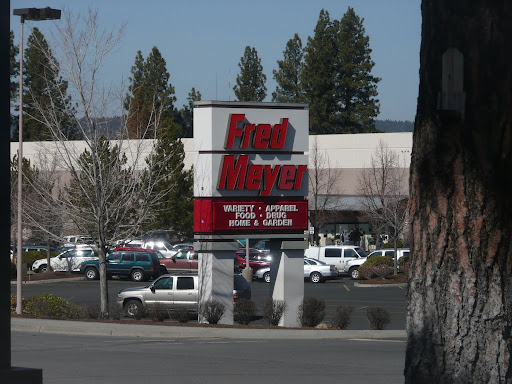 Fred
Meyer
VARIETY · APPAREL
FOOD · DRUG
HOME & GARDEN